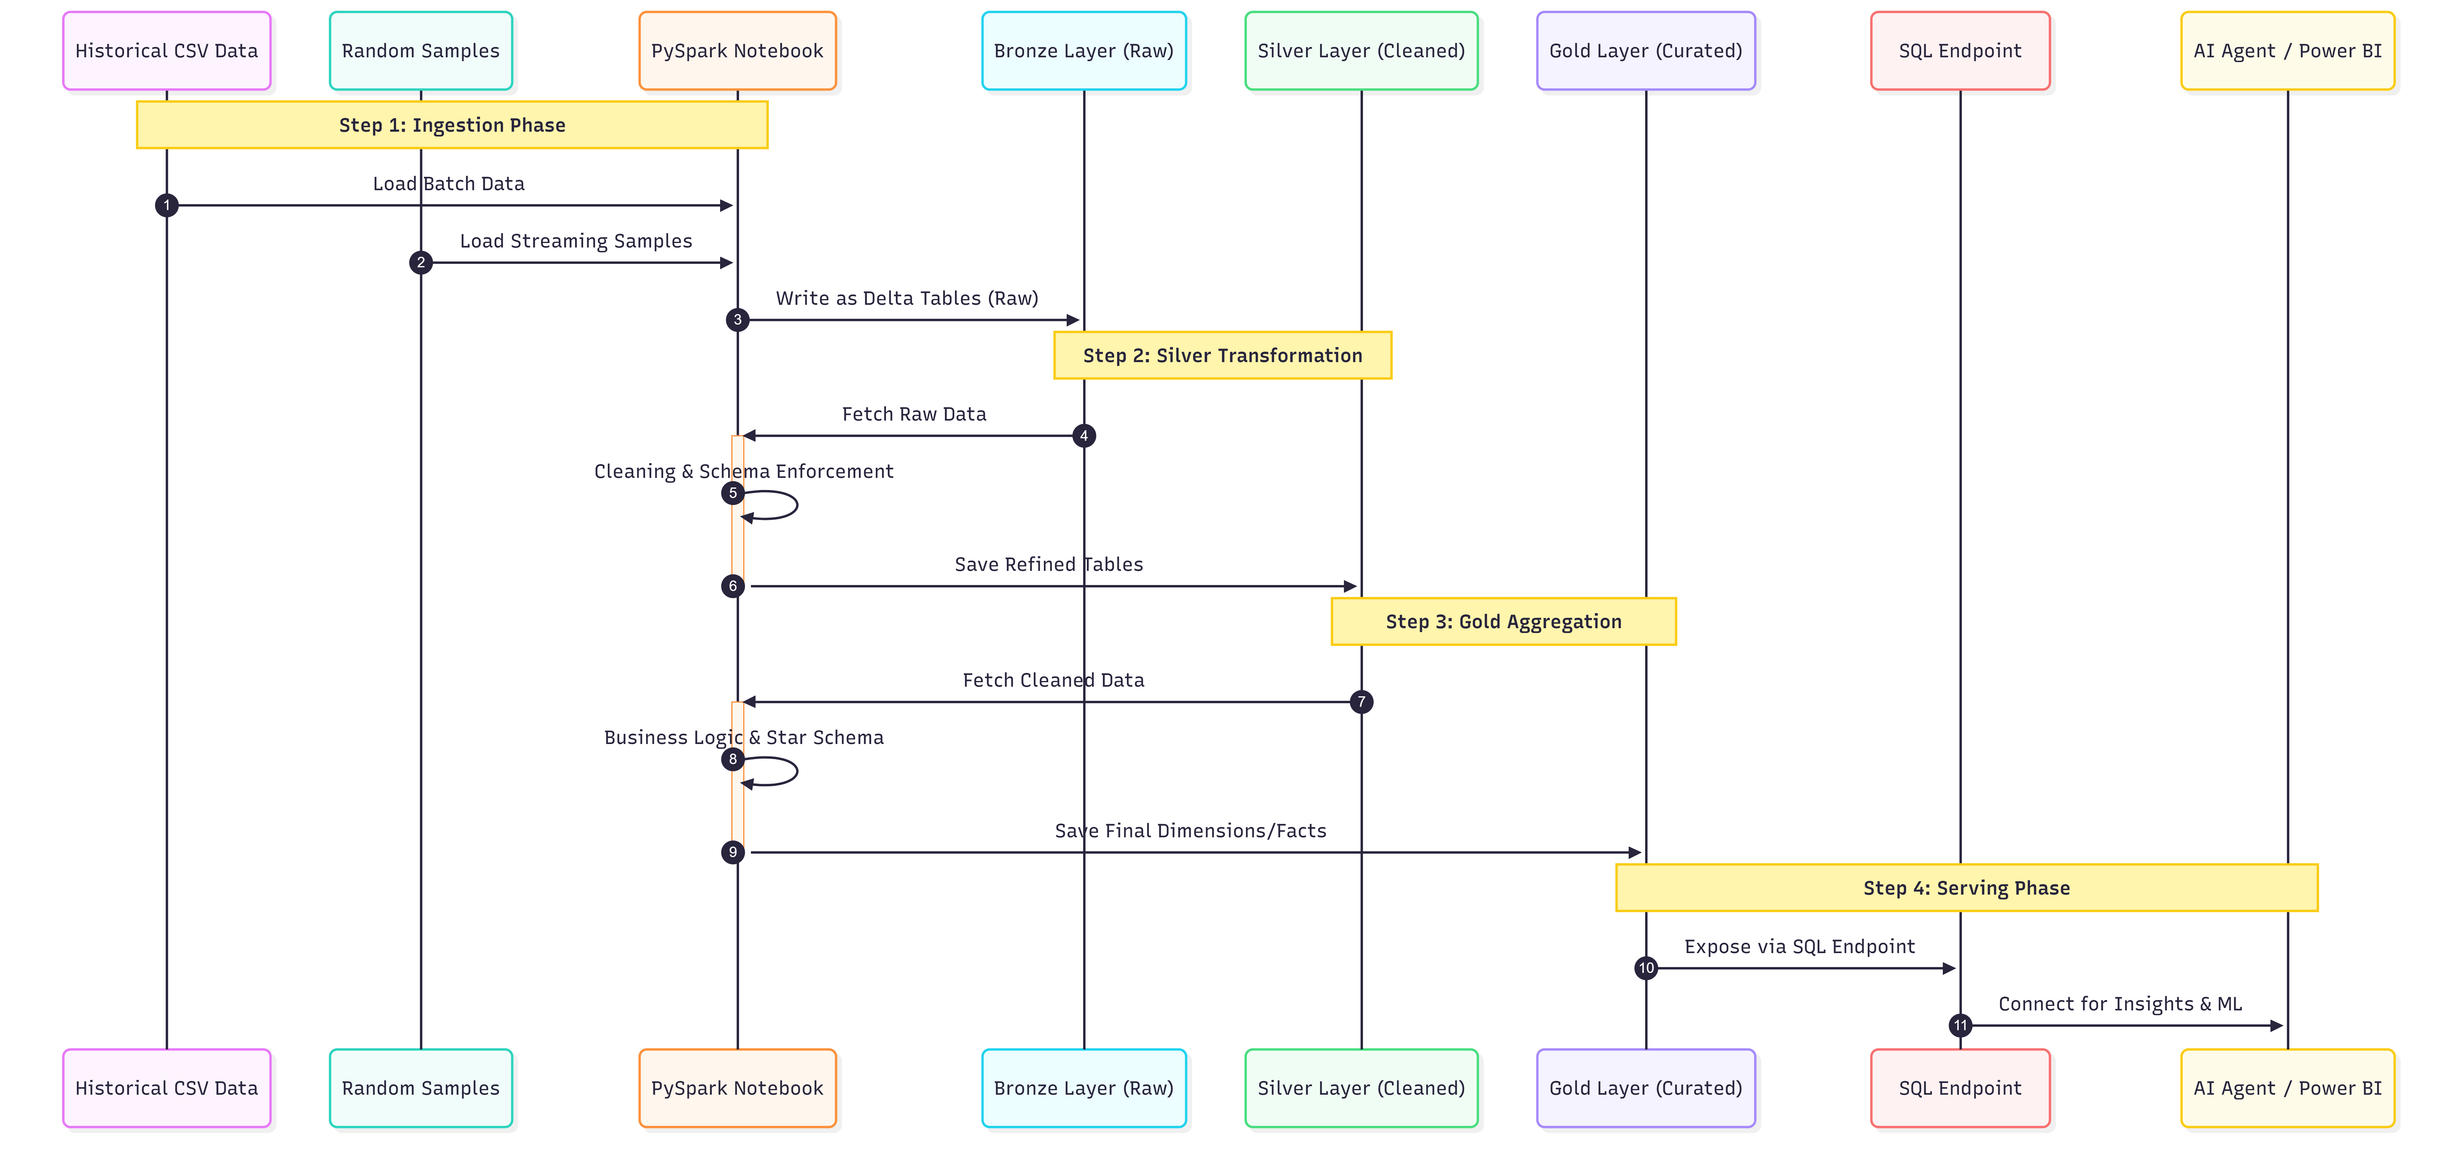 Historical CSV Data
Random Samples
PySpark Notebook
Bronze Layer (Raw)
Silver Layer (Cleaned)
Gold Layer (Curated)
SQL Endpoint
AI Agent / Power BI
Step 1: Ingestion Phase
Load Batch Data
1
Load Streaming Samples
2
Write as Delta Tables (Raw)
3
Step 2: Silver Transformation
Fetch Raw Data
4
Cleaning & Schema Enforcement
5
Save Refined Tables
6
Step 3: Gold Aggregation
Fetch Cleaned Data
7
Business Logic & Star Schema
8
Save Final Dimensions/Facts
9
Step 4: Serving Phase
Expose via SQL Endpoint
10
Connect for Insights & ML
11
Historical CSV Data
Random Samples
PySpark Notebook
Bronze Layer (Raw)
Silver Layer (Cleaned)
Gold Layer (Curated)
SQL Endpoint
AI Agent / Power BI